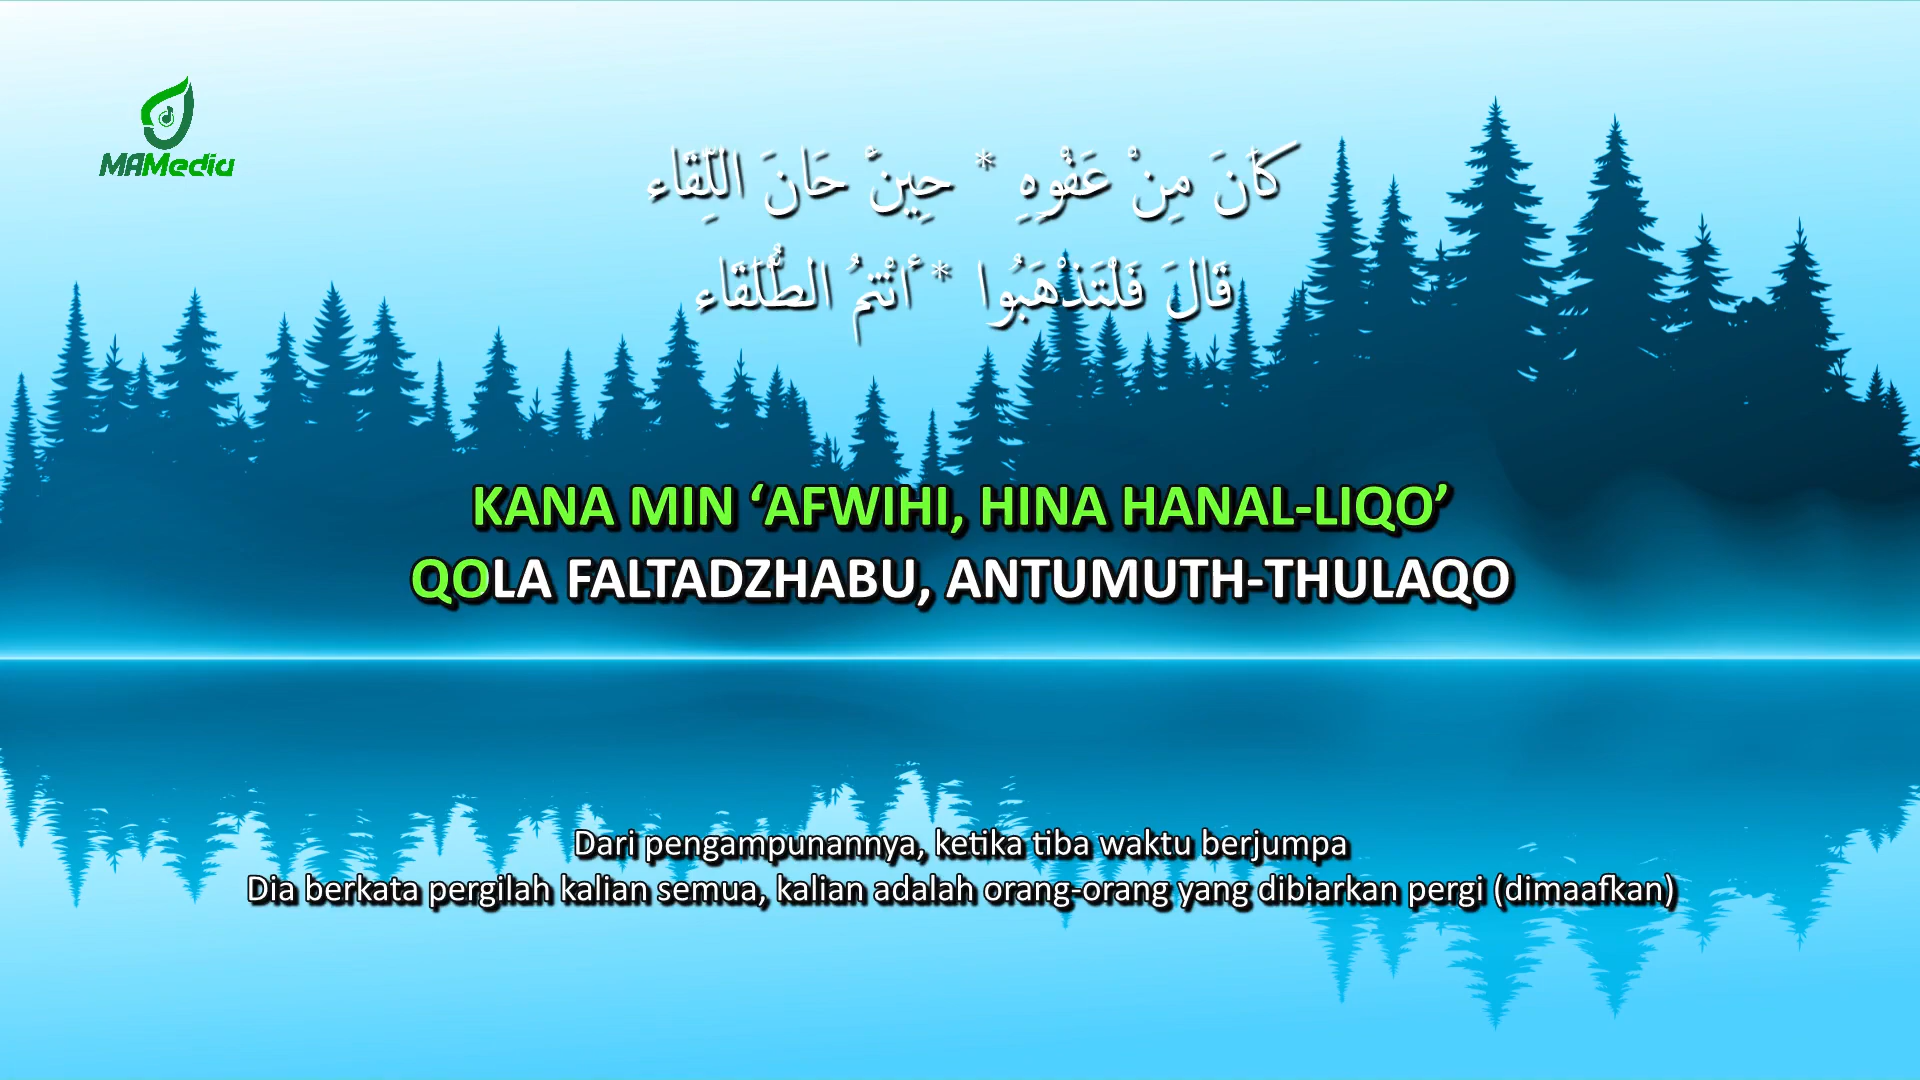 MAMedia
كَانَ مِنْ عَفْوِهِ * حِينَ حَانَ اللِّقَاء
قَالَ فَلْتَذْهَبُوا * أَنْتُمُ الطُّلَقَاء
KANA MIN ‘AFWIHI, HINA HANAL-LIQO’
QOLA FALTADZHABU, ANTUMUTH-THULAQO
Dari pengampunannya, ketika tiba waktu berjumpa
Dia berkata pergilah kalian semua, kalian adalah orang-orang yang dibiarkan pergi (dimaafkan)